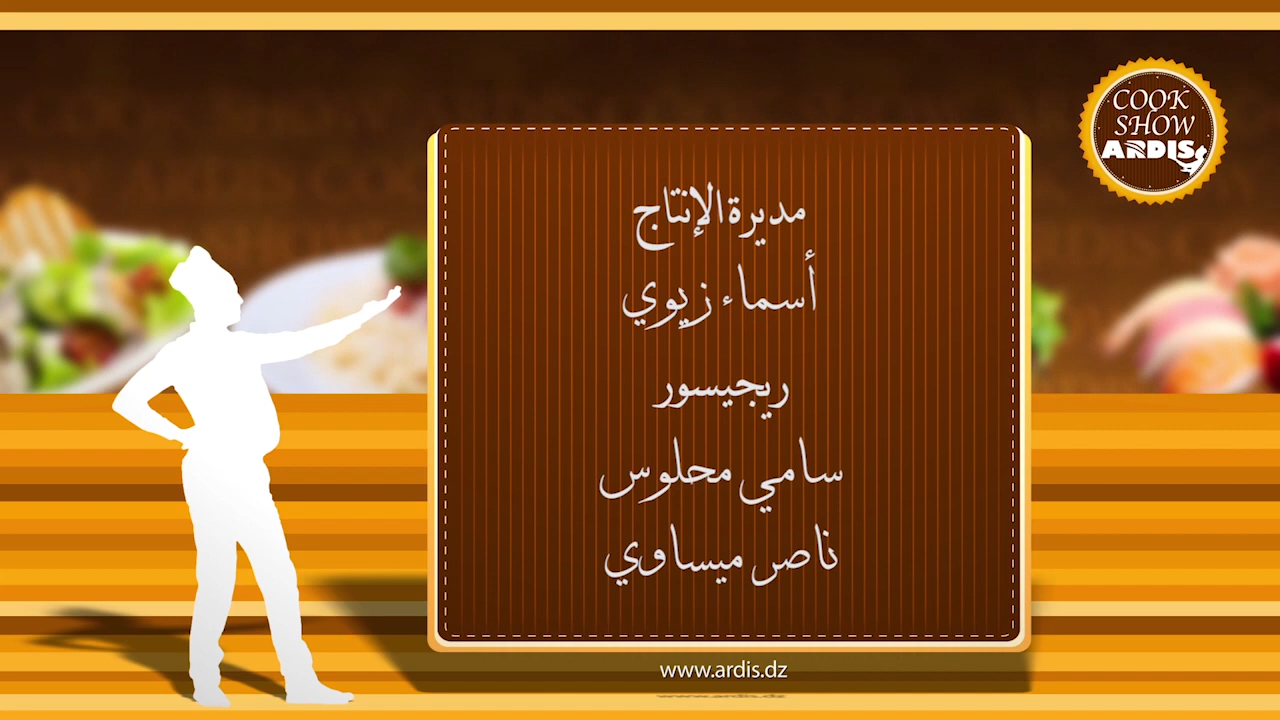 COOK
SHOW
ARDIS
مديرة الإنتاج
أسماء زيوي
ريجيسور
سامي محلوس
ناصر ميساوي
www.ardis.dz